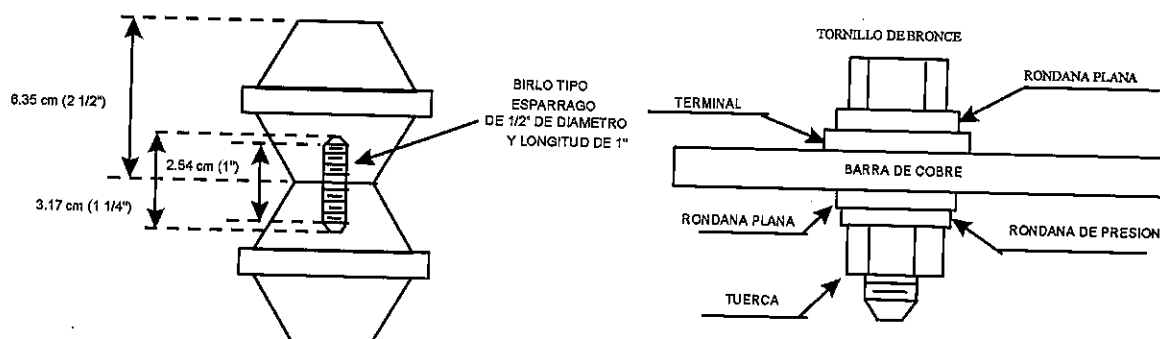 6.35 cm (2 1/2")
2.54 cm (1")
3.17 cm (1 1/4")
BIRLO TIPO
ESPARRAGO
DE 1/2" DE DIAMETRO
Y LONGITUD DE 1"
TORNILLO DE BRONCE
RONDANA PLANA
TERMINAL
BARRA DE COBRE
RONDANA PLANA
RONDANA DE PRESION
TUERCA